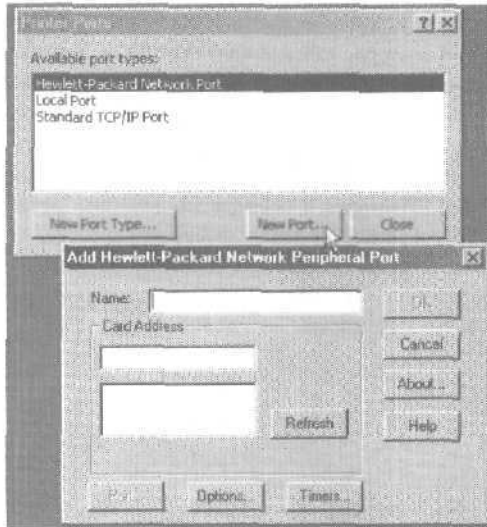 Printer Ports
Available port types:
Hewlett-Packard Network Port
Local Port
Standard TCP/IP Port
New Port Type...
New Port...
Close
Add Hewlett-Packard Network Peripheral Port
Name:
OK
Card Address
Cancel
About...
Refresh
Help
Port...
Options...
Timers...